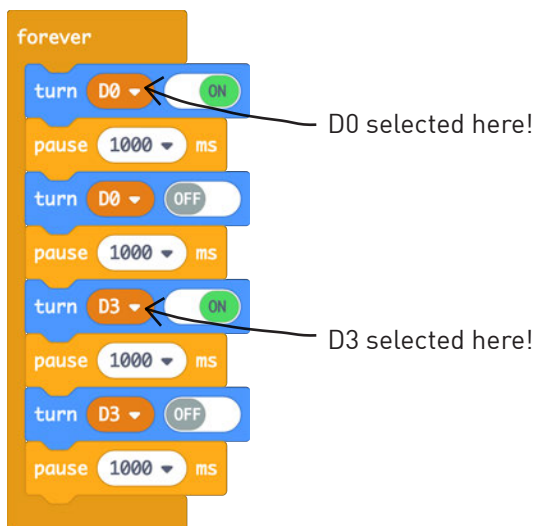 forever
turn D0 ON
D0 selected here!
pause 1000 ms
turn D0 OFF
pause 1000 ms
turn D3 ON
D3 selected here!
pause 1000 ms
turn D3 OFF
pause 1000 ms